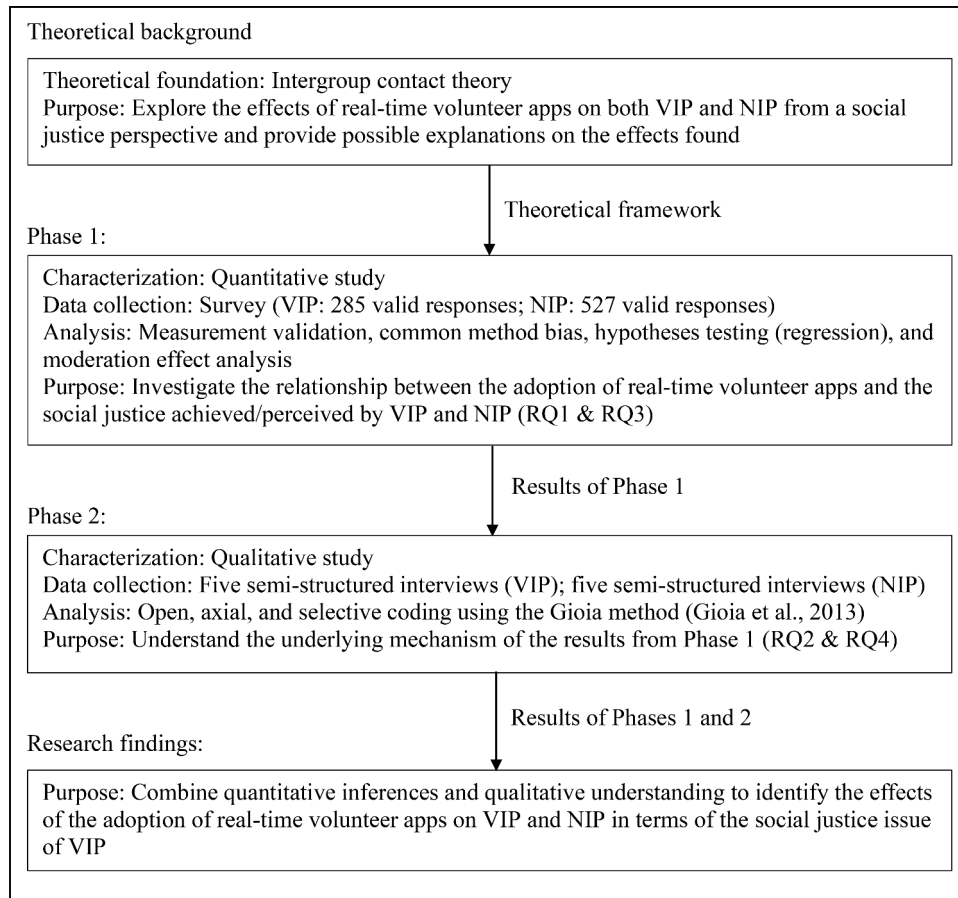 Theoretical background
Theoretical foundation: Intergroup contact theory
Purpose: Explore the effects of real-time volunteer apps on both VIP and NIP from a social
justice perspective and provide possible explanations on the effects found
Theoretical framework
Phase 1:
Characterization: Quantitative study
Data collection: Survey (VIP: 285 valid responses; NIP: 527 valid responses)
Analysis: Measurement validation, common method bias, hypotheses testing (regression), and
moderation effect analysis
Purpose: Investigate the relationship between the adoption of real-time volunteer apps and the
social justice achieved/perceived by VIP and NIP (RQ1 & RQ3)
Results of Phase 1
Phase 2:
Characterization: Qualitative study
Data collection: Five semi-structured interviews (VIP); five semi-structured interviews (NIP)
Analysis: Open, axial, and selective coding using the Gioia method (Gioia et al., 2013)
Purpose: Understand the underlying mechanism of the results from Phase 1 (RQ2 & RQ4)
Results of Phases 1 and 2
Research findings:
Purpose: Combine quantitative inferences and qualitative understanding to identify the effects
of the adoption of real-time volunteer apps on VIP and NIP in terms of the social justice issue
of VIP